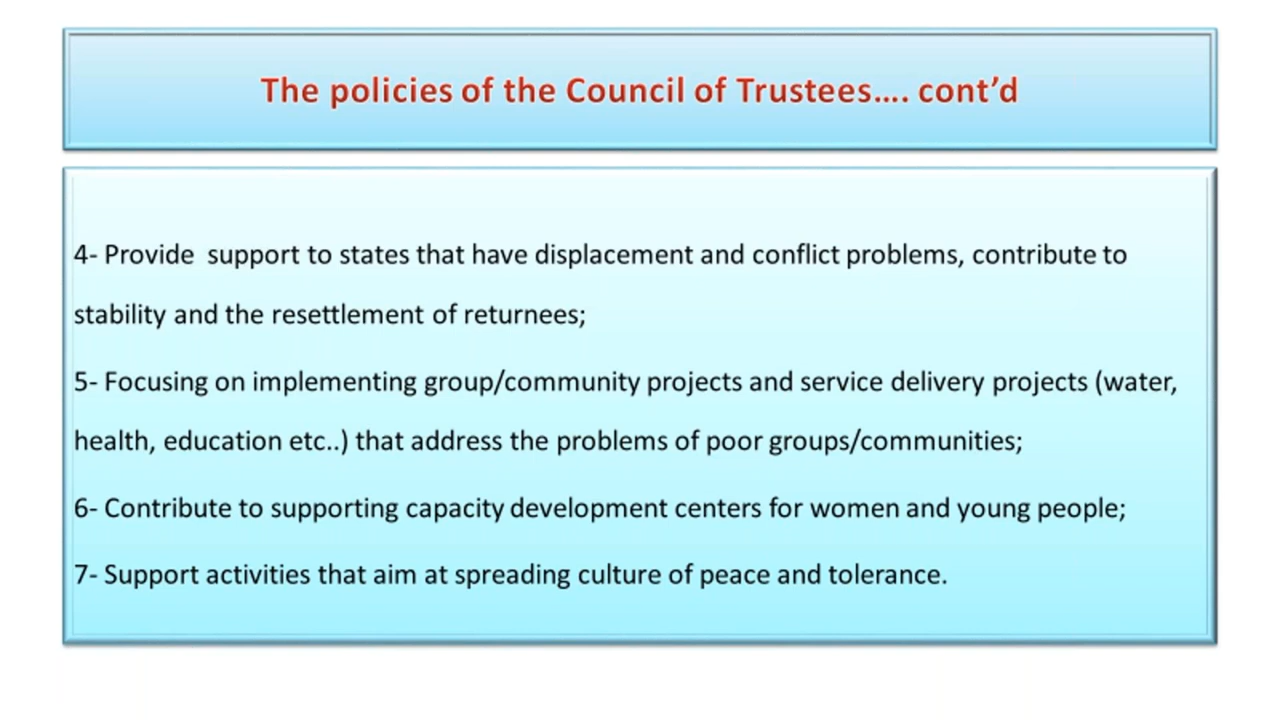 The policies of the Council of Trustees…. cont’d
4- Provide  support to states that have displacement and conflict problems, contribute to
stability and the resettlement of returnees;
5- Focusing on implementing group/community projects and service delivery projects (water,
health, education etc..) that address the problems of poor groups/communities;
6- Contribute to supporting capacity development centers for women and young people;
7- Support activities that aim at spreading culture of peace and tolerance.